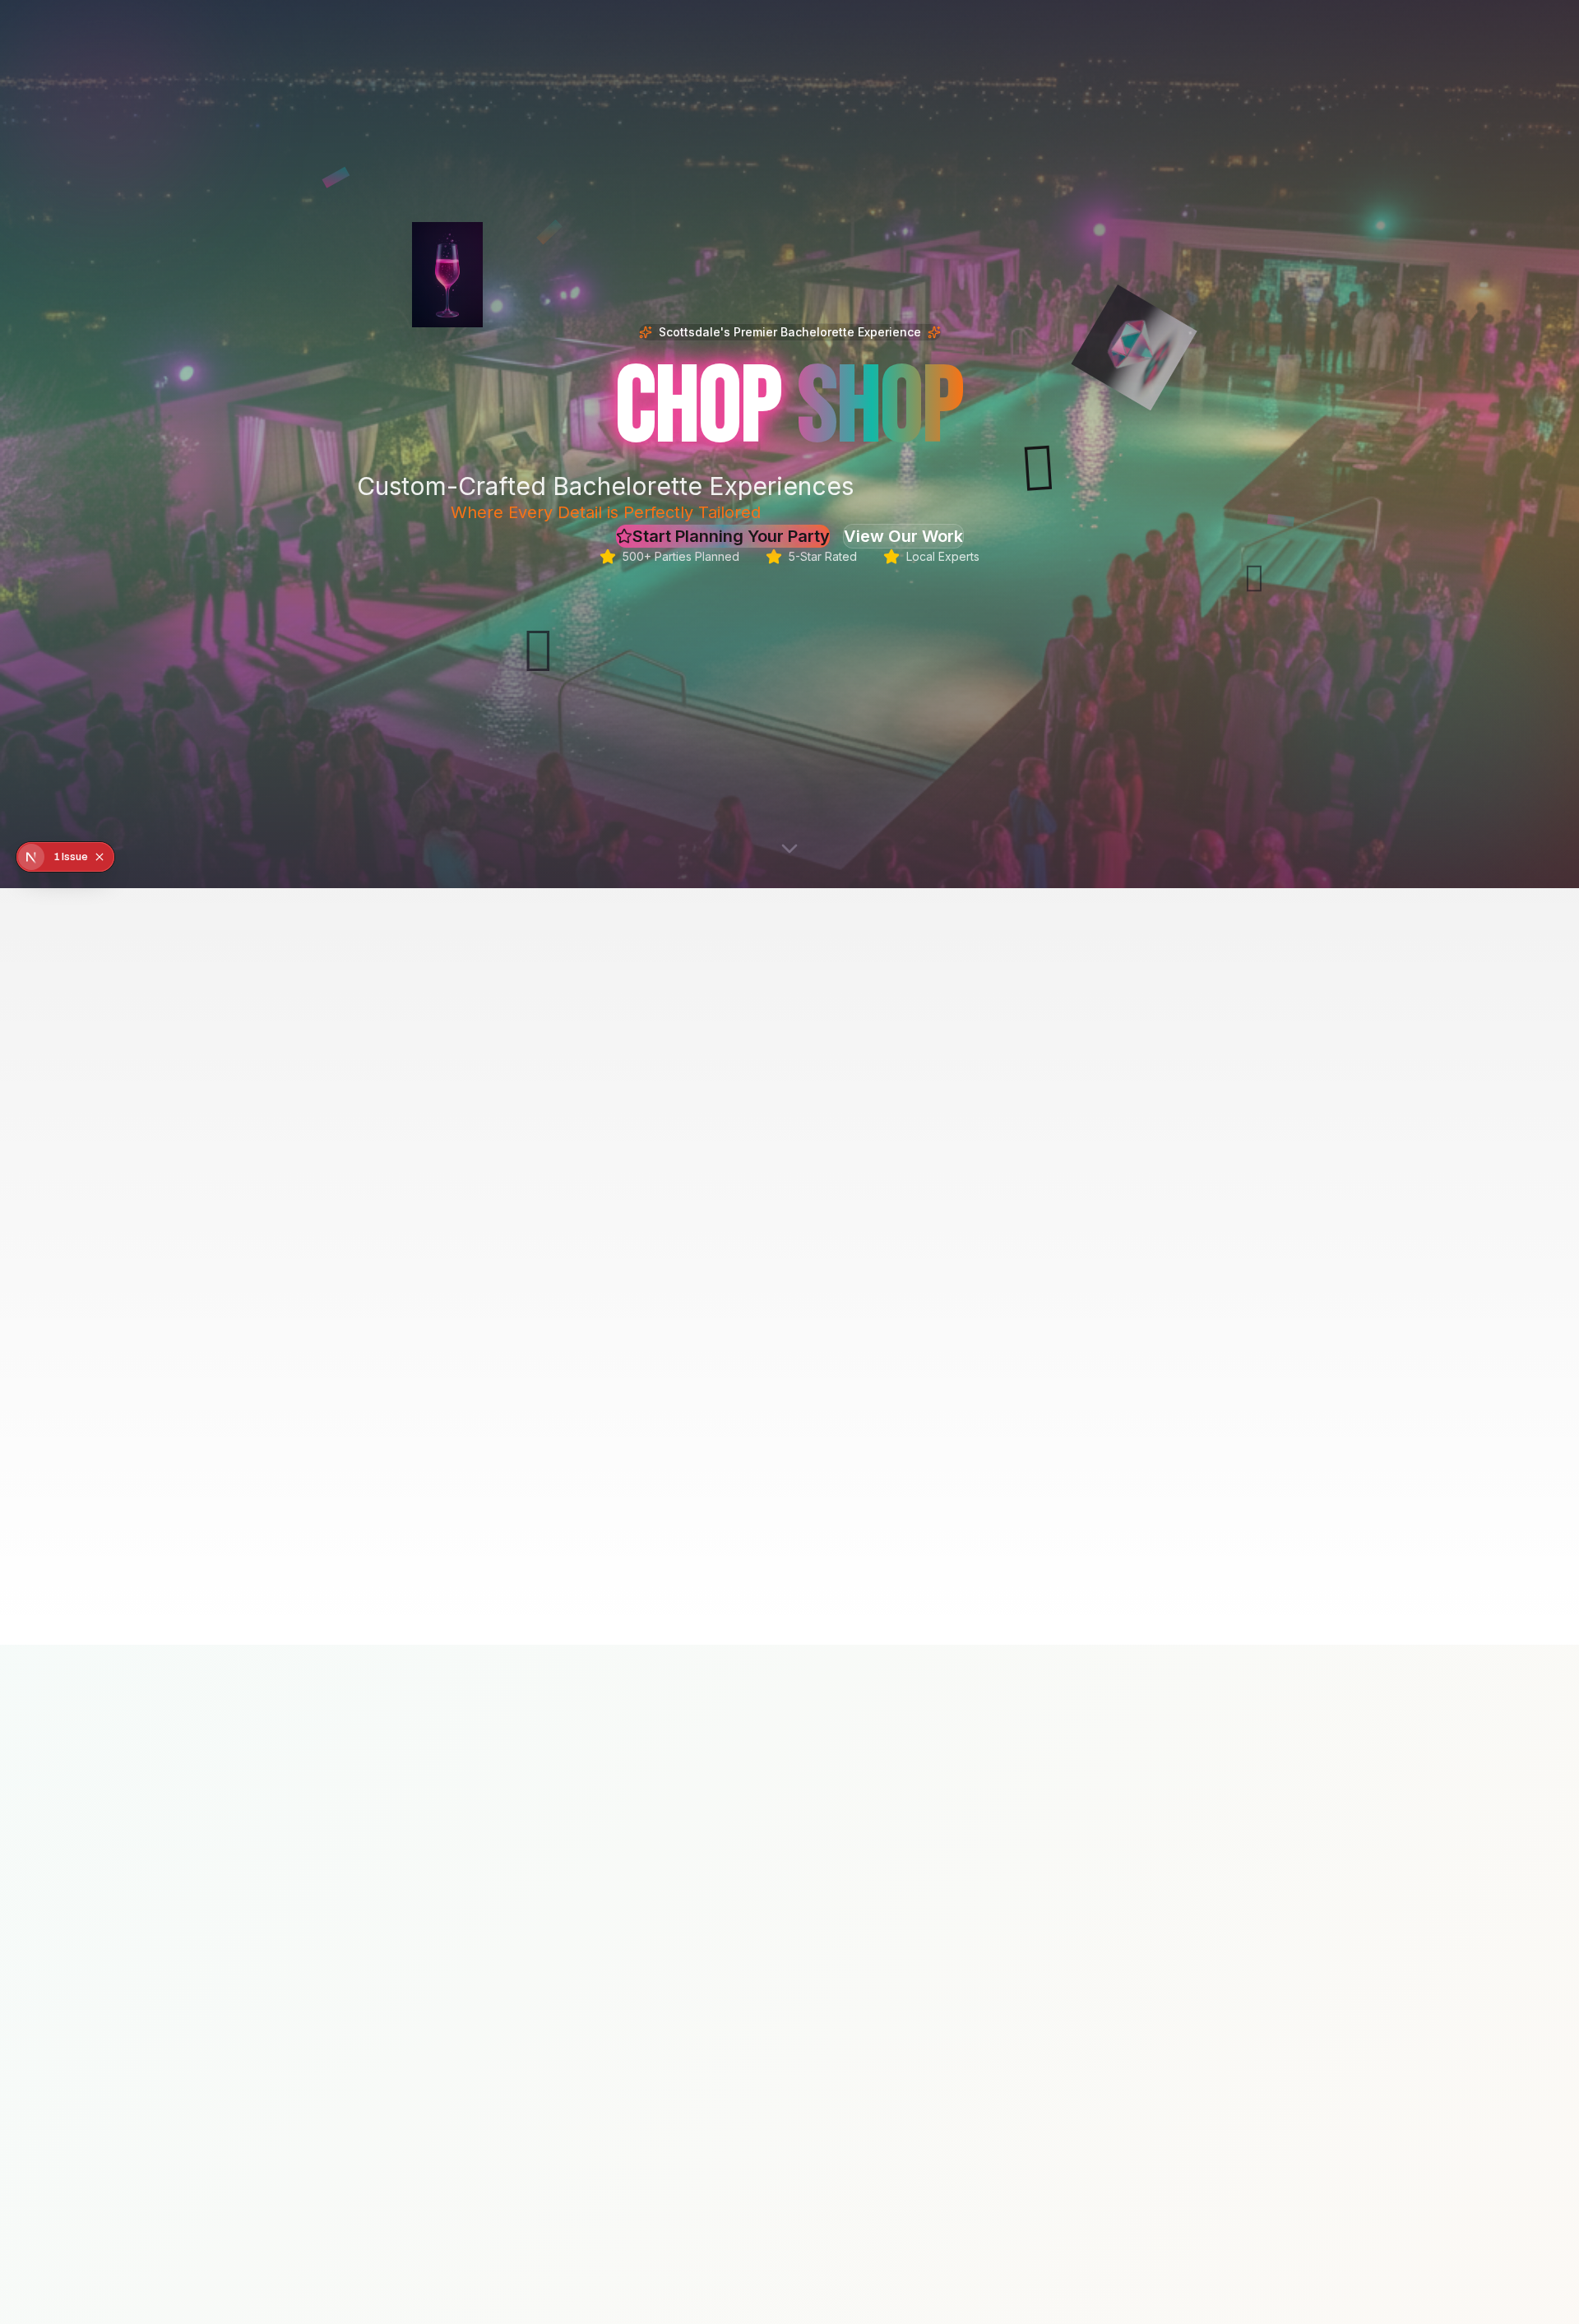 Scottsdale's Premier Bachelorette Experience
CHOP SHOP
Custom-Crafted Bachelorette Experiences
Where Every Detail is Perfectly Tailored
Start Planning Your Party
View Our Work
500+ Parties Planned
5-Star Rated
Local Experts
1 Issue